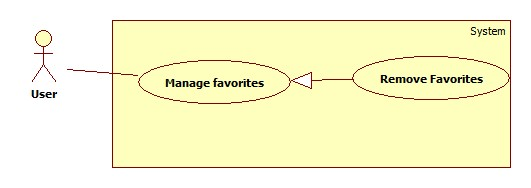 System
Manage favorites
Remove Favorites
User